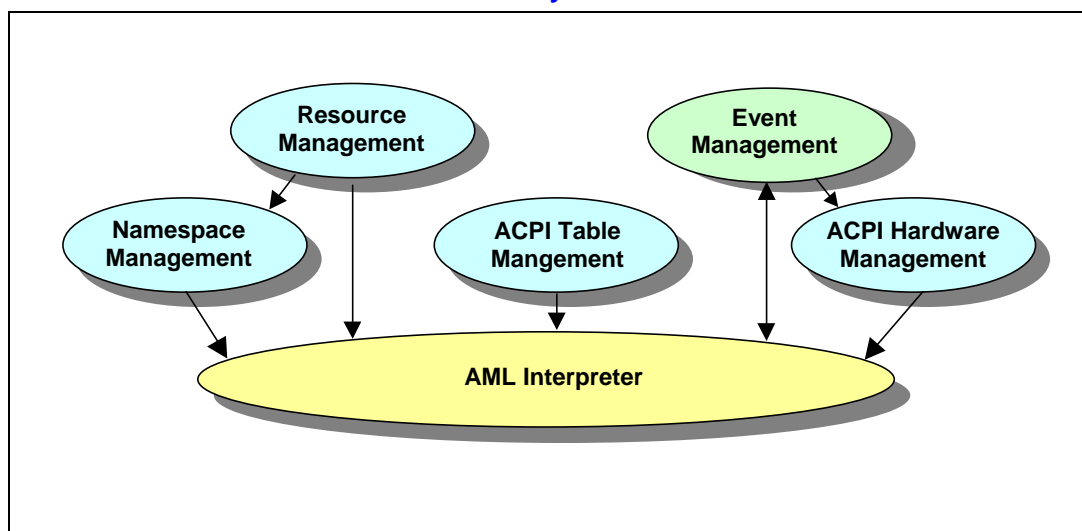 Resource
Management
Event
Management
Namespace
Management
ACPI Table
Mangement
ACPI Hardware
Management
AML Interpreter